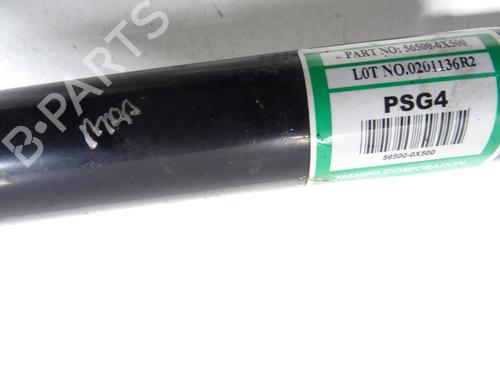 PART NO: 56500-0X500
LOT NO.0201136R2
PSG4
56500-0X500
MANDO CORPORATION
B-PARTS